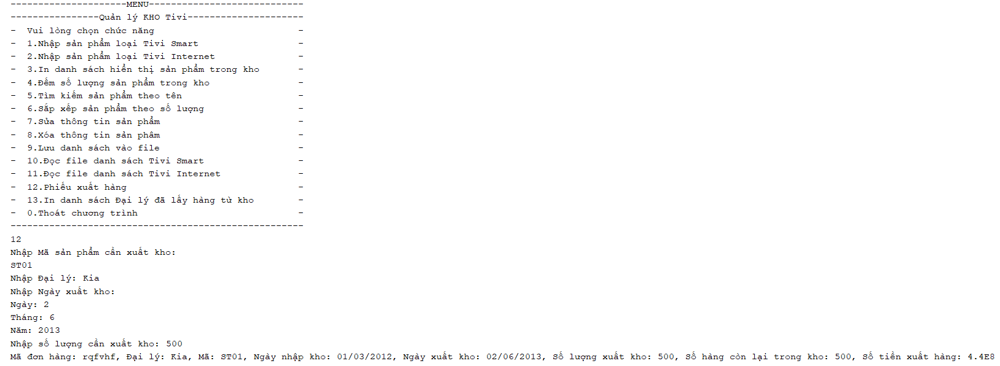 ---------------------MENU----------------------------
----------------Quản lý KHO Tivi---------------------
-  Vui lòng chọn chức năng                          -
-  1.Nhập sản phẩm loại Tivi Smart                  -
-  2.Nhập sản phẩm loại Tivi Internet               -
-  3.In danh sách hiển thị sản phẩm trong kho       -
-  4.Đếm số lượng sản phẩm trong kho                -
-  5.Tìm kiếm sản phẩm theo tên                     -
-  6.Sắp xếp sản phẩm theo số lượng                 -
-  7.Sửa thông tin sản phẩm                         -
-  8.Xóa thông tin sản phâm                         -
-  9.Lưu danh sách vào file                         -
-  10.Đọc file danh sách Tivi Smart                 -
-  11.Đọc file danh sách Tivi Internet              -
-  12.Phiếu xuất hàng                               -
-  13.In danh sách Đại lý đã lấy hàng từ kho        -
-  0.Thoát chương trình                             -
-----------------------------------------------------
12
Nhập Mã sản phẩm cần xuất kho:
ST01
Nhập Đại lý: Kia
Nhập Ngày xuất kho:
Ngày: 2
Tháng: 6
Năm: 2013
Nhập số lượng cần xuất kho: 500
Mã đơn hàng: rqfvhf, Đại lý: Kia, Mã: ST01, Ngày nhập kho: 01/03/2012, Ngày xuất kho: 02/06/2013, Số lượng xuất kho: 500, Số hàng còn lại trong kho: 500, Số tiền xuất hàng: 4.4E8